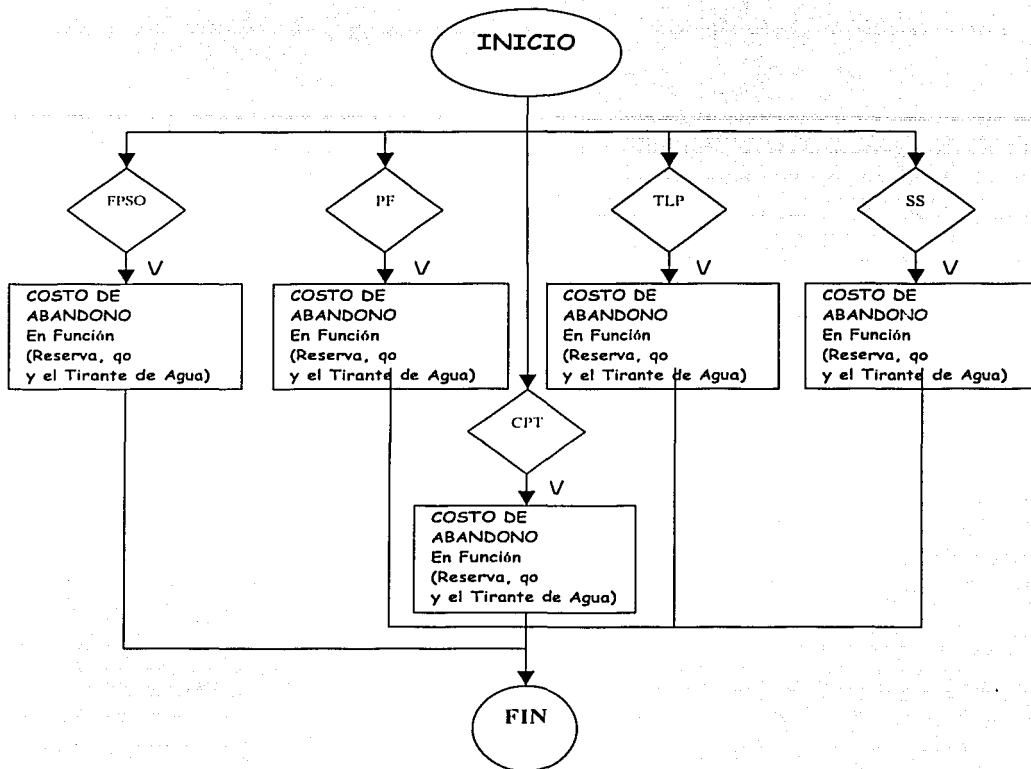 INICIO
FPSO
PF
TLP
SS
V
V
V
V
COSTO DE
ABANDONO
En Función
(Reserva, qo
y el Tirante de Agua)
COSTO DE
ABANDONO
En Función
(Reserva, qo
y el Tirante de Agua)
COSTO DE
ABANDONO
En Función
(Reserva, qo
y el Tirante de Agua)
COSTO DE
ABANDONO
En Función
(Reserva, qo
y el Tirante de Agua)
CPT
V
COSTO DE
ABANDONO
En Función
(Reserva, qo
y el Tirante de Agua)
FIN